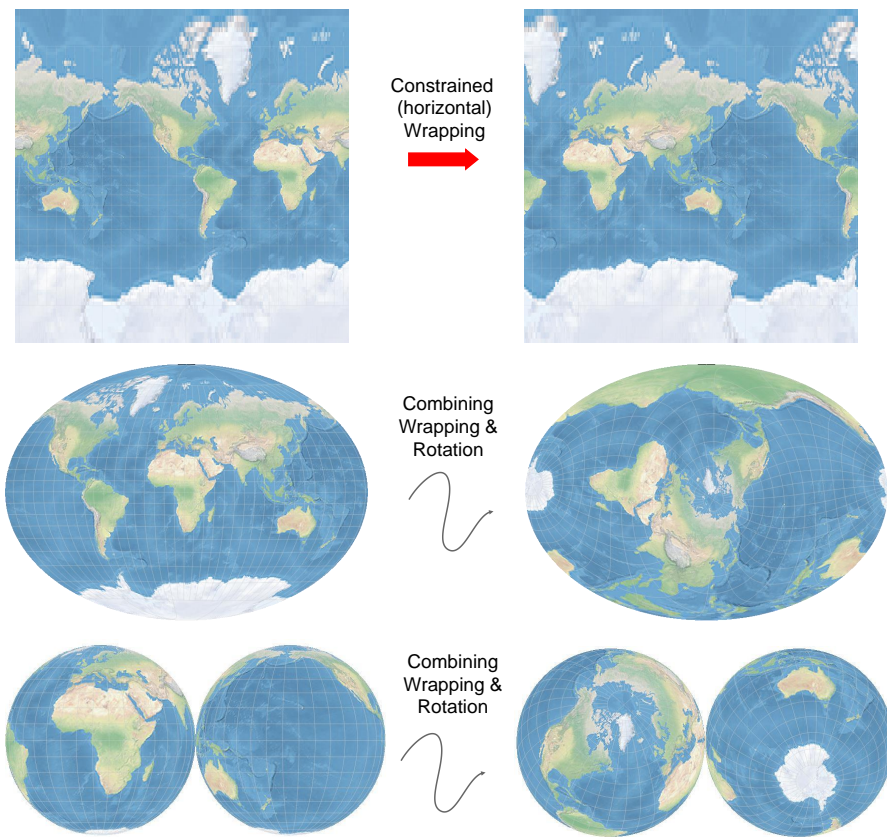 Constrained
(horizontal)
Wrapping
Combining
Wrapping &
Rotation
Combining
Wrapping &
Rotation